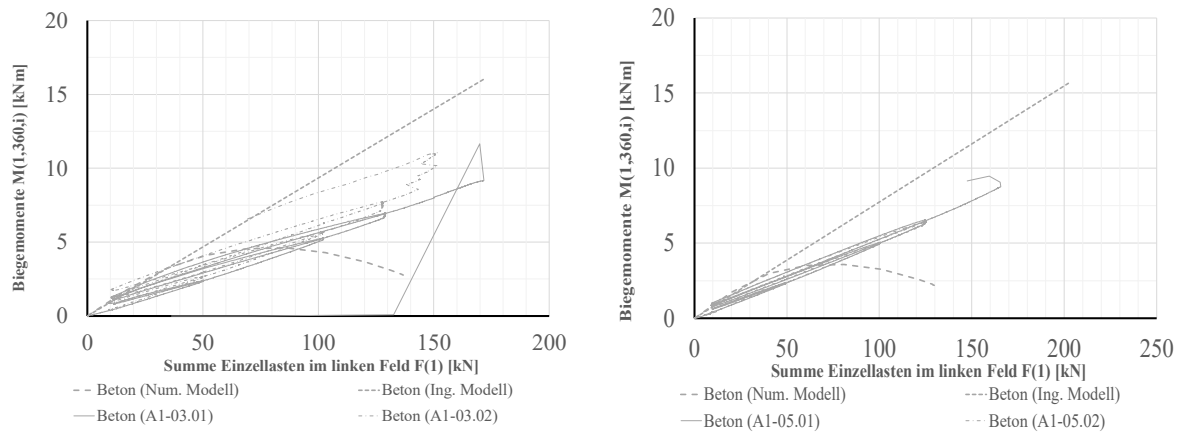 Biegemomente M(1,360,i) [kNm]
20
15
10
5
0
0 50 100 150 200
Summe Einzellasten im linken Feld F(1) [kN]
Beton (Num. Modell) Beton (Ing. Modell)
Beton (A1-03.01) Beton (A1-03.02)
Biegemomente M(1,360,i) [kNm]
20
15
10
5
0
0 50 100 150 200 250
Summe Einzellasten im linken Feld F(1) [kN]
Beton (Num. Modell) Beton (Ing. Modell)
Beton (A1-05.01) Beton (A1-05.02)